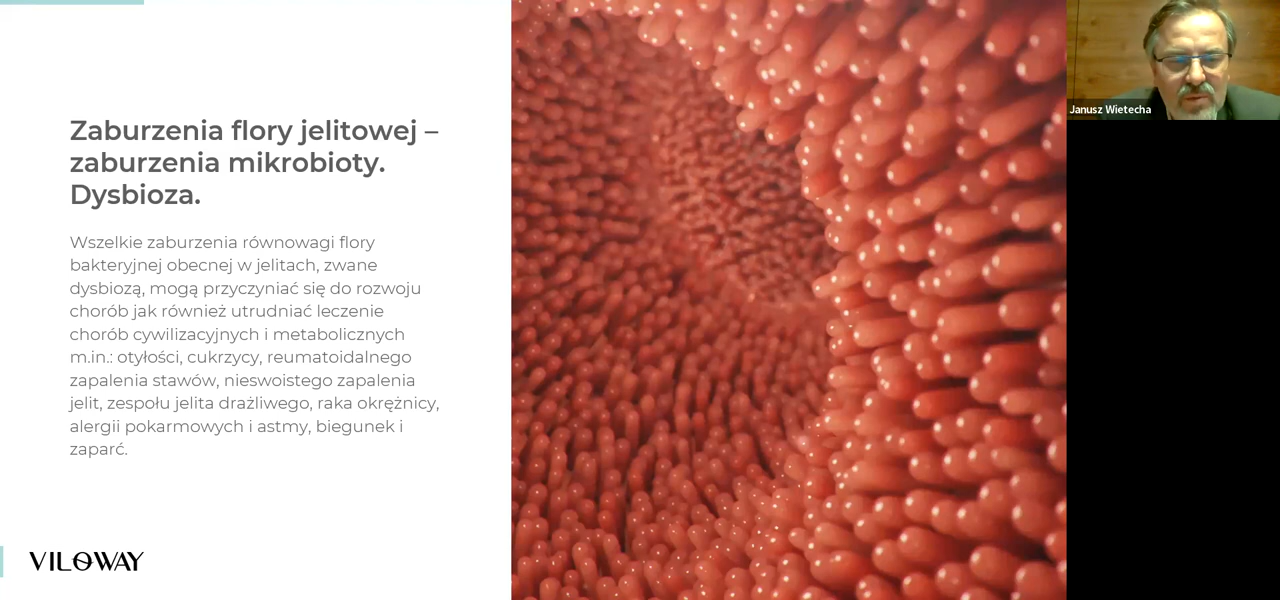 Zaburzenia flory jelitowej –
zaburzenia mikrobioty.
Dysbioza.
Wszelkie zaburzenia równowagi flory
bakteryjnej obecnej w jelitach, zwane
dysbiozą, mogą przyczyniać się do rozwoju
chorób jak również utrudniać leczenie
chorób cywilizacyjnych i metabolicznych
m.in.: otyłości, cukrzycy, reumatoidalnego
zapalenia stawów, nieswoistego zapalenia
jelit, zespołu jelita drażliwego, raka okrężnicy,
alergii pokarmowych i astmy, biegunek i
zaparć.
VILOWAY
Janusz Wietecha